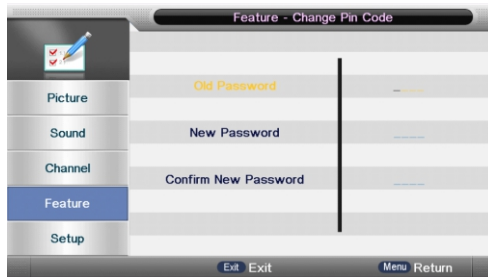 Feature - Change Pin Code
Picture
Sound
Channel
Feature
Setup
Old Password
New Password
Confirm New Password
Exit Exit
Menu Return